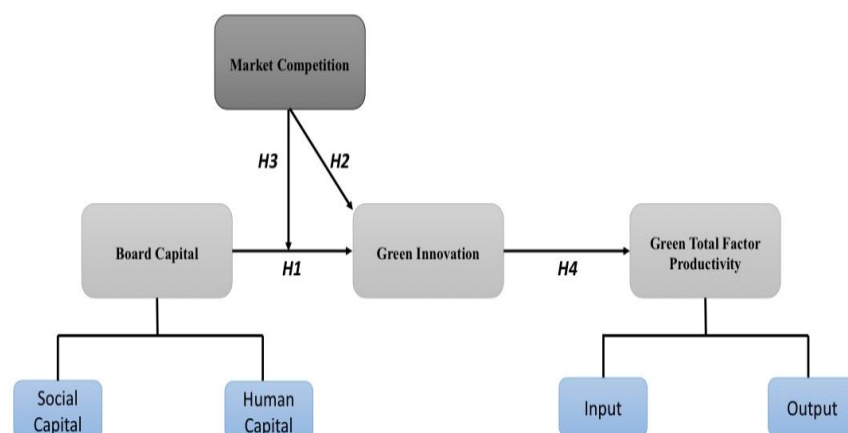 Market Competition
H3
H2
Board Capital
H1
Green Innovation
H4
Green Total Factor
Productivity
Social
Capital
Human
Capital
Input
Output